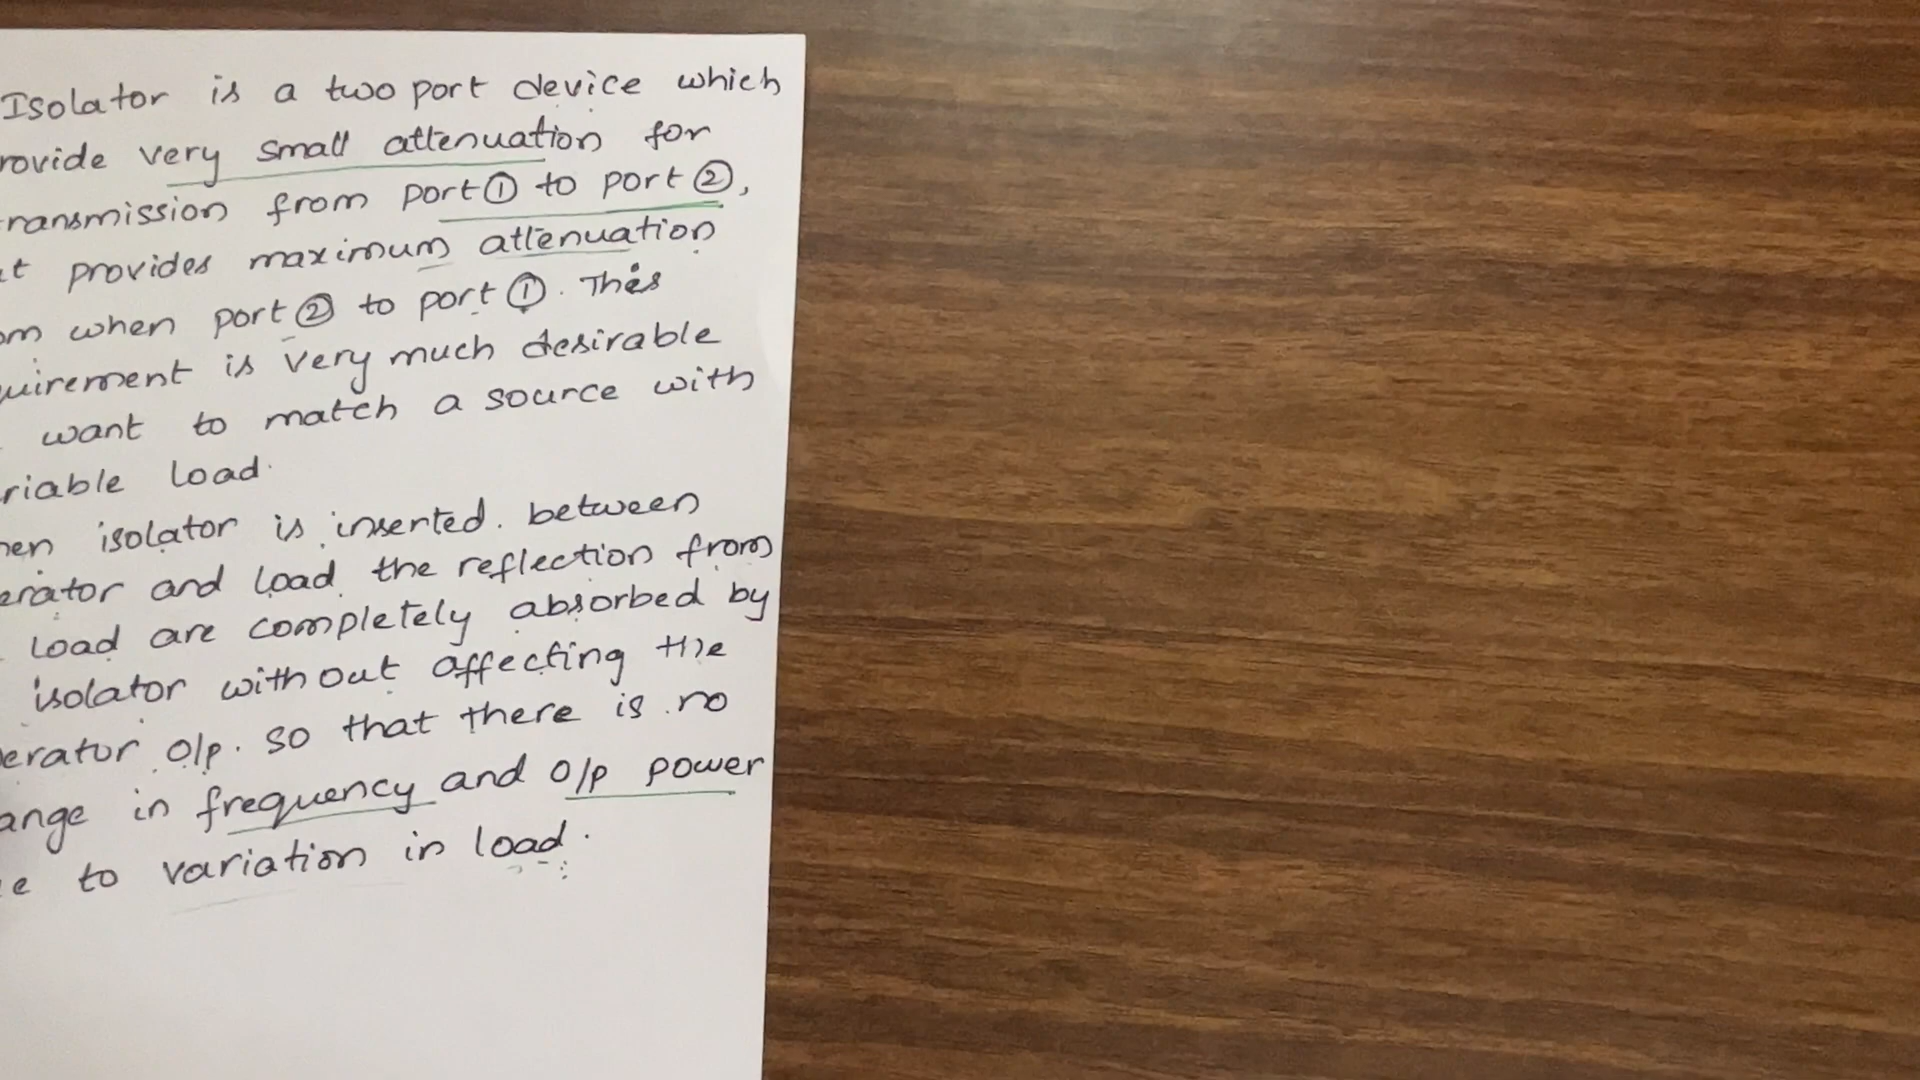 Isolator is a two port device which
rovide very small attenuation for
ransmission from port ① to port ②,
t provides maximum attenuation
om when port ② to port ①. This
uirement is very much desirable
want to match a source with
riable load.
en isolator is inserted. between
erator and load the reflection from
load are completely absorbed by
isolator without affecting the
erator o/p. so that there is no
ange in frequency and o/p power
e to variation in load.